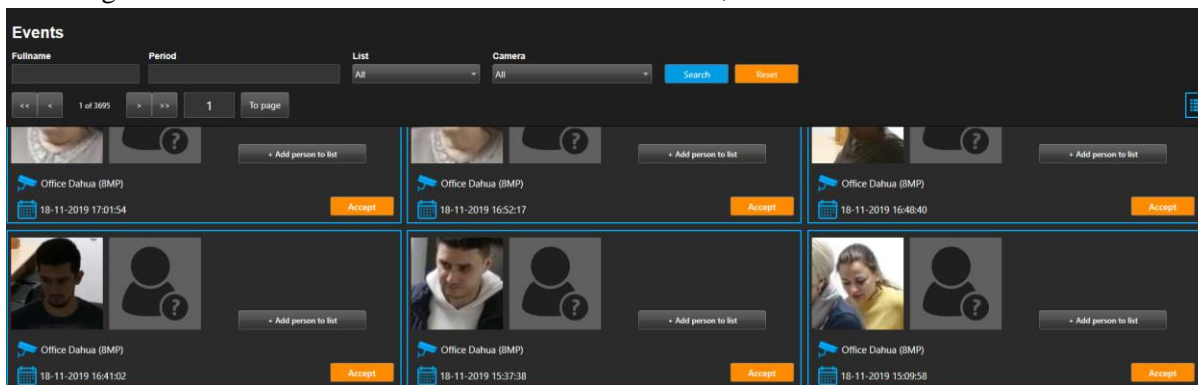 Events
Fullname Period List Camera
All All Search Reset
<< < 1 of 3695 > >> 1 To page
+ Add person to list + Add person to list + Add person to list
Office Dahua (8MP) Office Dahua (8MP) Office Dahua (8MP)
18-11-2019 17:01:54 Accept 18-11-2019 16:52:17 Accept 18-11-2019 16:48:40 Accept
? ? ?
+ Add person to list + Add person to list + Add person to list
Office Dahua (8MP) Office Dahua (8MP) Office Dahua (8MP)
18-11-2019 16:41:02 Accept 18-11-2019 15:37:38 Accept 18-11-2019 15:09:58 Accept